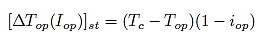 [ΔT_{op}(I_{op})]_{st} = (T_c − T_{op})(1 − i_{op})